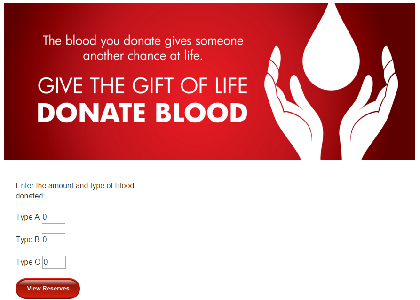 The blood you donate gives someone
another chance at life.
GIVE THE GIFT OF LIFE
DONATE BLOOD
Enter the amount and type of blood
donated
Type A 0
Type B 0
Type O 0
View Reserves